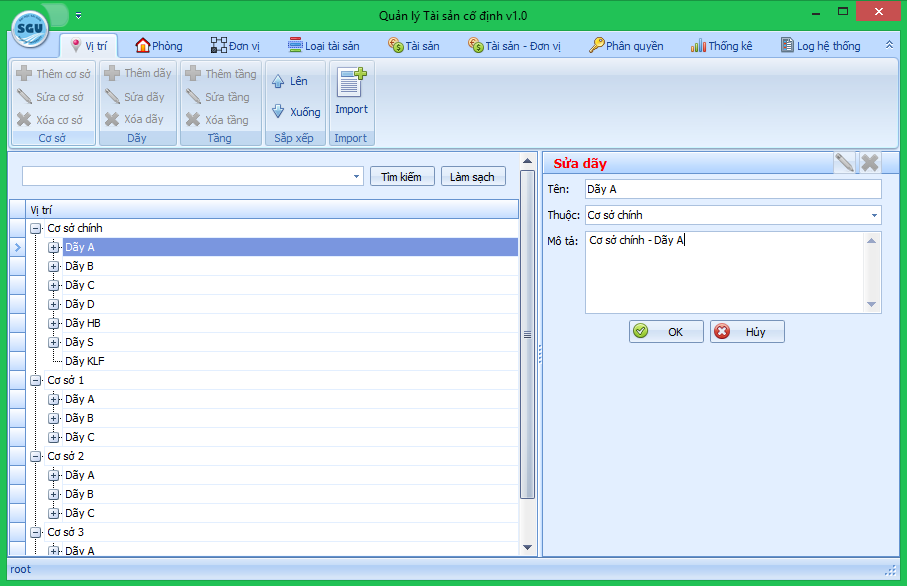 Quản lý Tài sản cố định v1.0
SGU
Vị trí Phòng Đơn vị Loại tài sản Tài sản Tài sản - Đơn vị Phân quyền Thống kê Log hệ thống
Thêm cơ sở Thêm dãy Thêm tầng Lên
Sửa cơ sở Sửa dãy Sửa tầng Import
Xóa cơ sở Xóa dãy Xóa tầng Xuống
Cơ sở Dãy Tầng Sắp xếp Import
Tìm kiếm Làm sạch
Vị trí
Cơ sở chính
Dãy A
Dãy B
Dãy C
Dãy D
Dãy HB
Dãy S
Dãy KLF
Cơ sở 1
Dãy A
Dãy B
Dãy C
Cơ sở 2
Dãy A
Dãy B
Dãy C
Cơ sở 3
Dãy A
Sửa dãy
Tên: Dãy A
Thuộc: Cơ sở chính
Mô tả: Cơ sở chính - Dãy A
OK Hủy
root